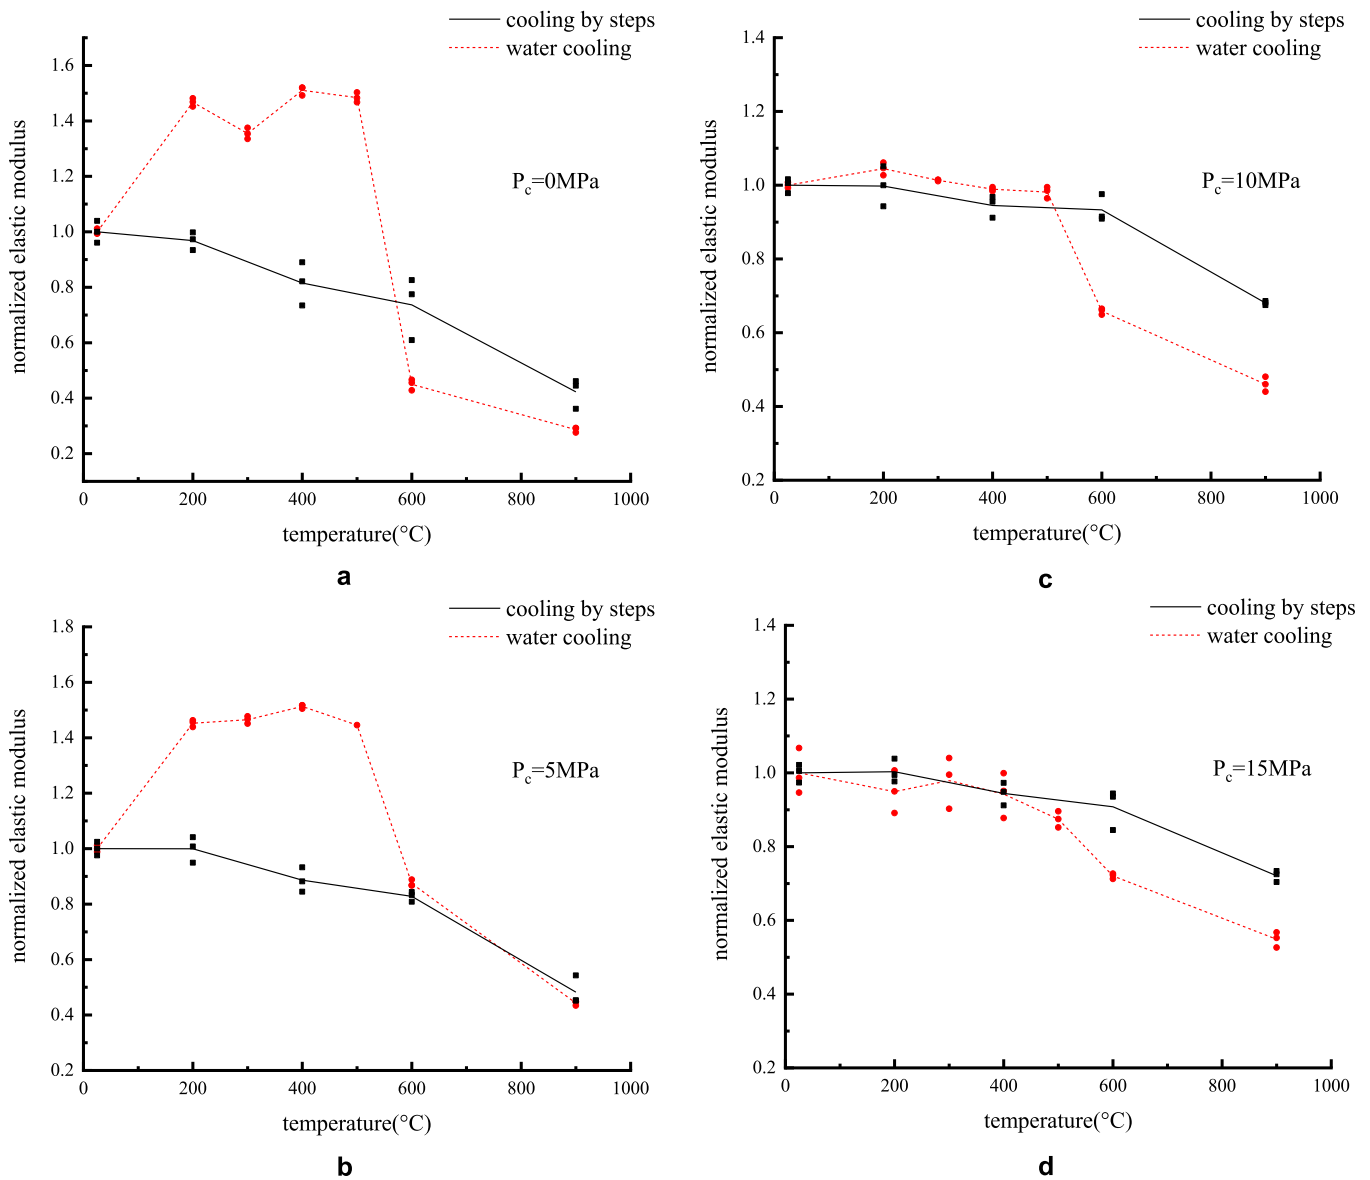 cooling by steps
water cooling
normalized elastic modulus
1.6
1.4
1.2
1.0
0.8
0.6
0.4
0.2
P_c=0MPa
0 200 400 600 800 1000
temperature(°C)
a
cooling by steps
water cooling
normalized elastic modulus
1.4
1.2
1.0
0.8
0.6
0.4
0.2
P_c=10MPa
0 200 400 600 800 1000
temperature(°C)
c
cooling by steps
water cooling
normalized elastic modulus
1.8
1.6
1.4
1.2
1.0
0.8
0.6
0.4
0.2
P_c=5MPa
0 200 400 600 800 1000
temperature(°C)
b
cooling by steps
water cooling
normalized elastic modulus
1.4
1.2
1.0
0.8
0.6
0.4
0.2
P_c=15MPa
0 200 400 600 800 1000
temperature(°C)
d